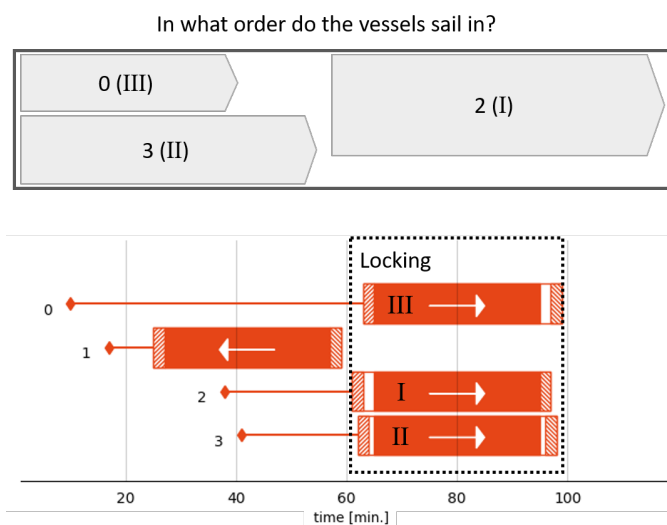 In what order do the vessels sail in?
0 (III)
2 (I)
3 (II)
Locking
0
III
1
2
I
3
II
20 40 60 80 100
time [min.]